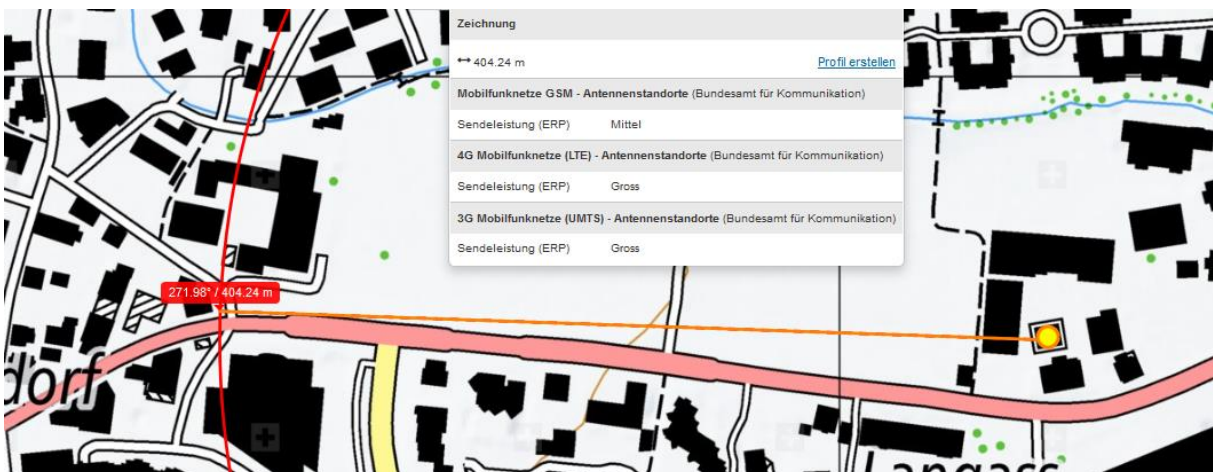 Zeichnung
↔ 404.24 m Profil erstellen
Mobilfunknetze GSM - Antennenstandorte (Bundesamt für Kommunikation)
Sendeleistung (ERP) Mittel
4G Mobilfunknetze (LTE) - Antennenstandorte (Bundesamt für Kommunikation)
Sendeleistung (ERP) Gross
3G Mobilfunknetze (UMTS) - Antennenstandorte (Bundesamt für Kommunikation)
Sendeleistung (ERP) Gross
271.98° / 404.24 m
dorf
Langass